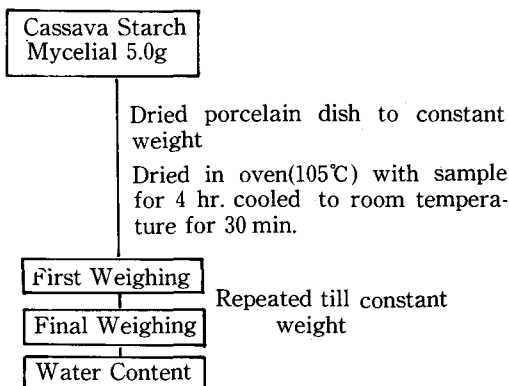 Cassava Starch
Mycelial 5.0g
Dried porcelain dish to constant
weight
Dried in oven(105℃) with sample
for 4 hr. cooled to room tempera-
ture for 30 min.
First Weighing
Repeated till constant
weight
Final Weighing
Water Content